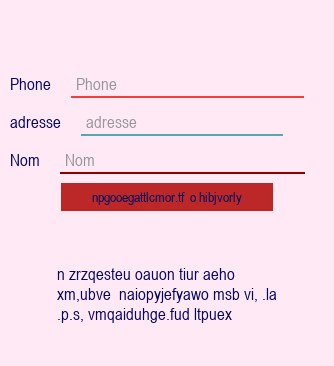 Phone Phone
adresse adresse
Nom Nom
npgooegattlcmor.tf o hibjvorly
n zrzqesteu oauon tiur aeho
xm,ubve naiopyjefyawo msb vi, .la
.p.s, vmqaiduhge.fud ltpuex